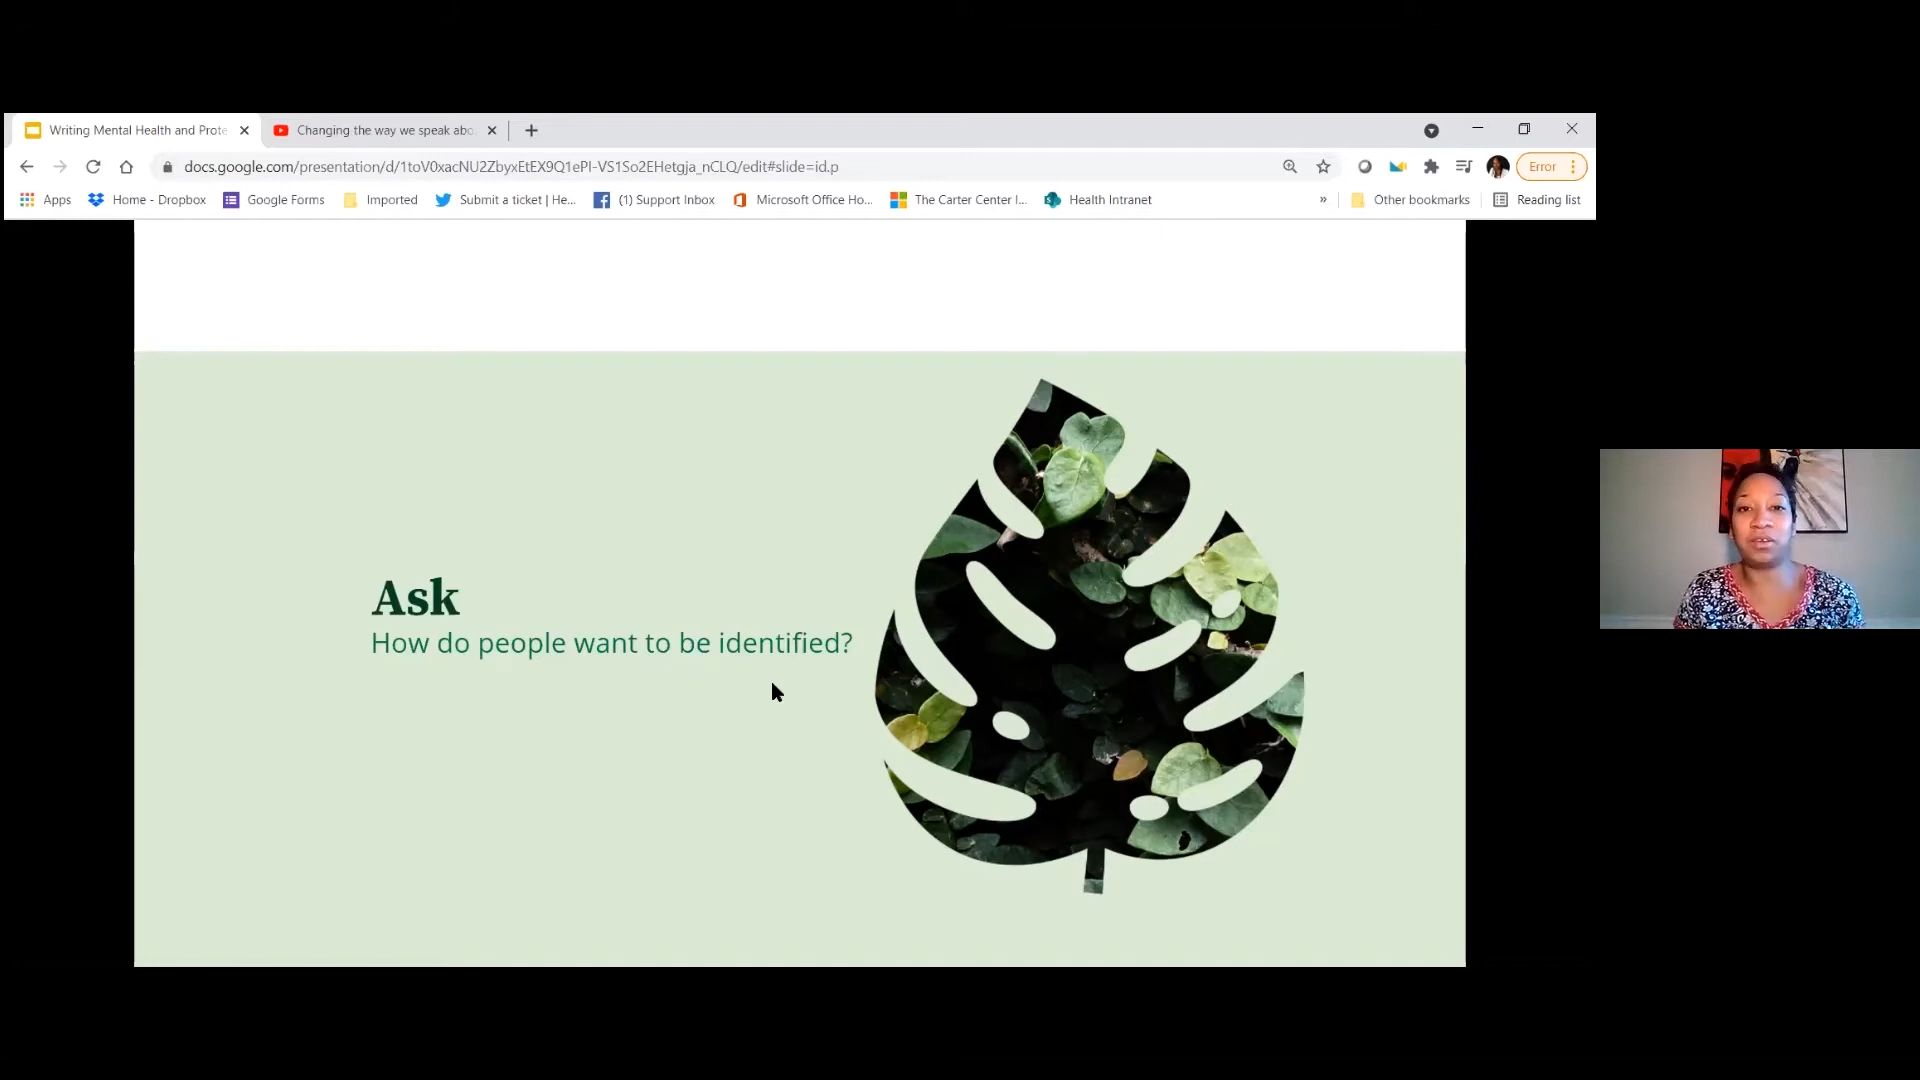 Writing Mental Health and Prote
Changing the way we speak abo
docs.google.com/presentation/d/1toV0xacNU2ZbyxEtEX9Q1ePI-VS1So2EHetgja_nCLQ/edit#slide=id.p
Error
Apps
Home - Dropbox
Google Forms
Imported
Submit a ticket | He...
(1) Support Inbox
Microsoft Office Ho...
The Carter Center I...
Health Intranet
»
Other bookmarks
Reading list
Ask
How do people want to be identified?